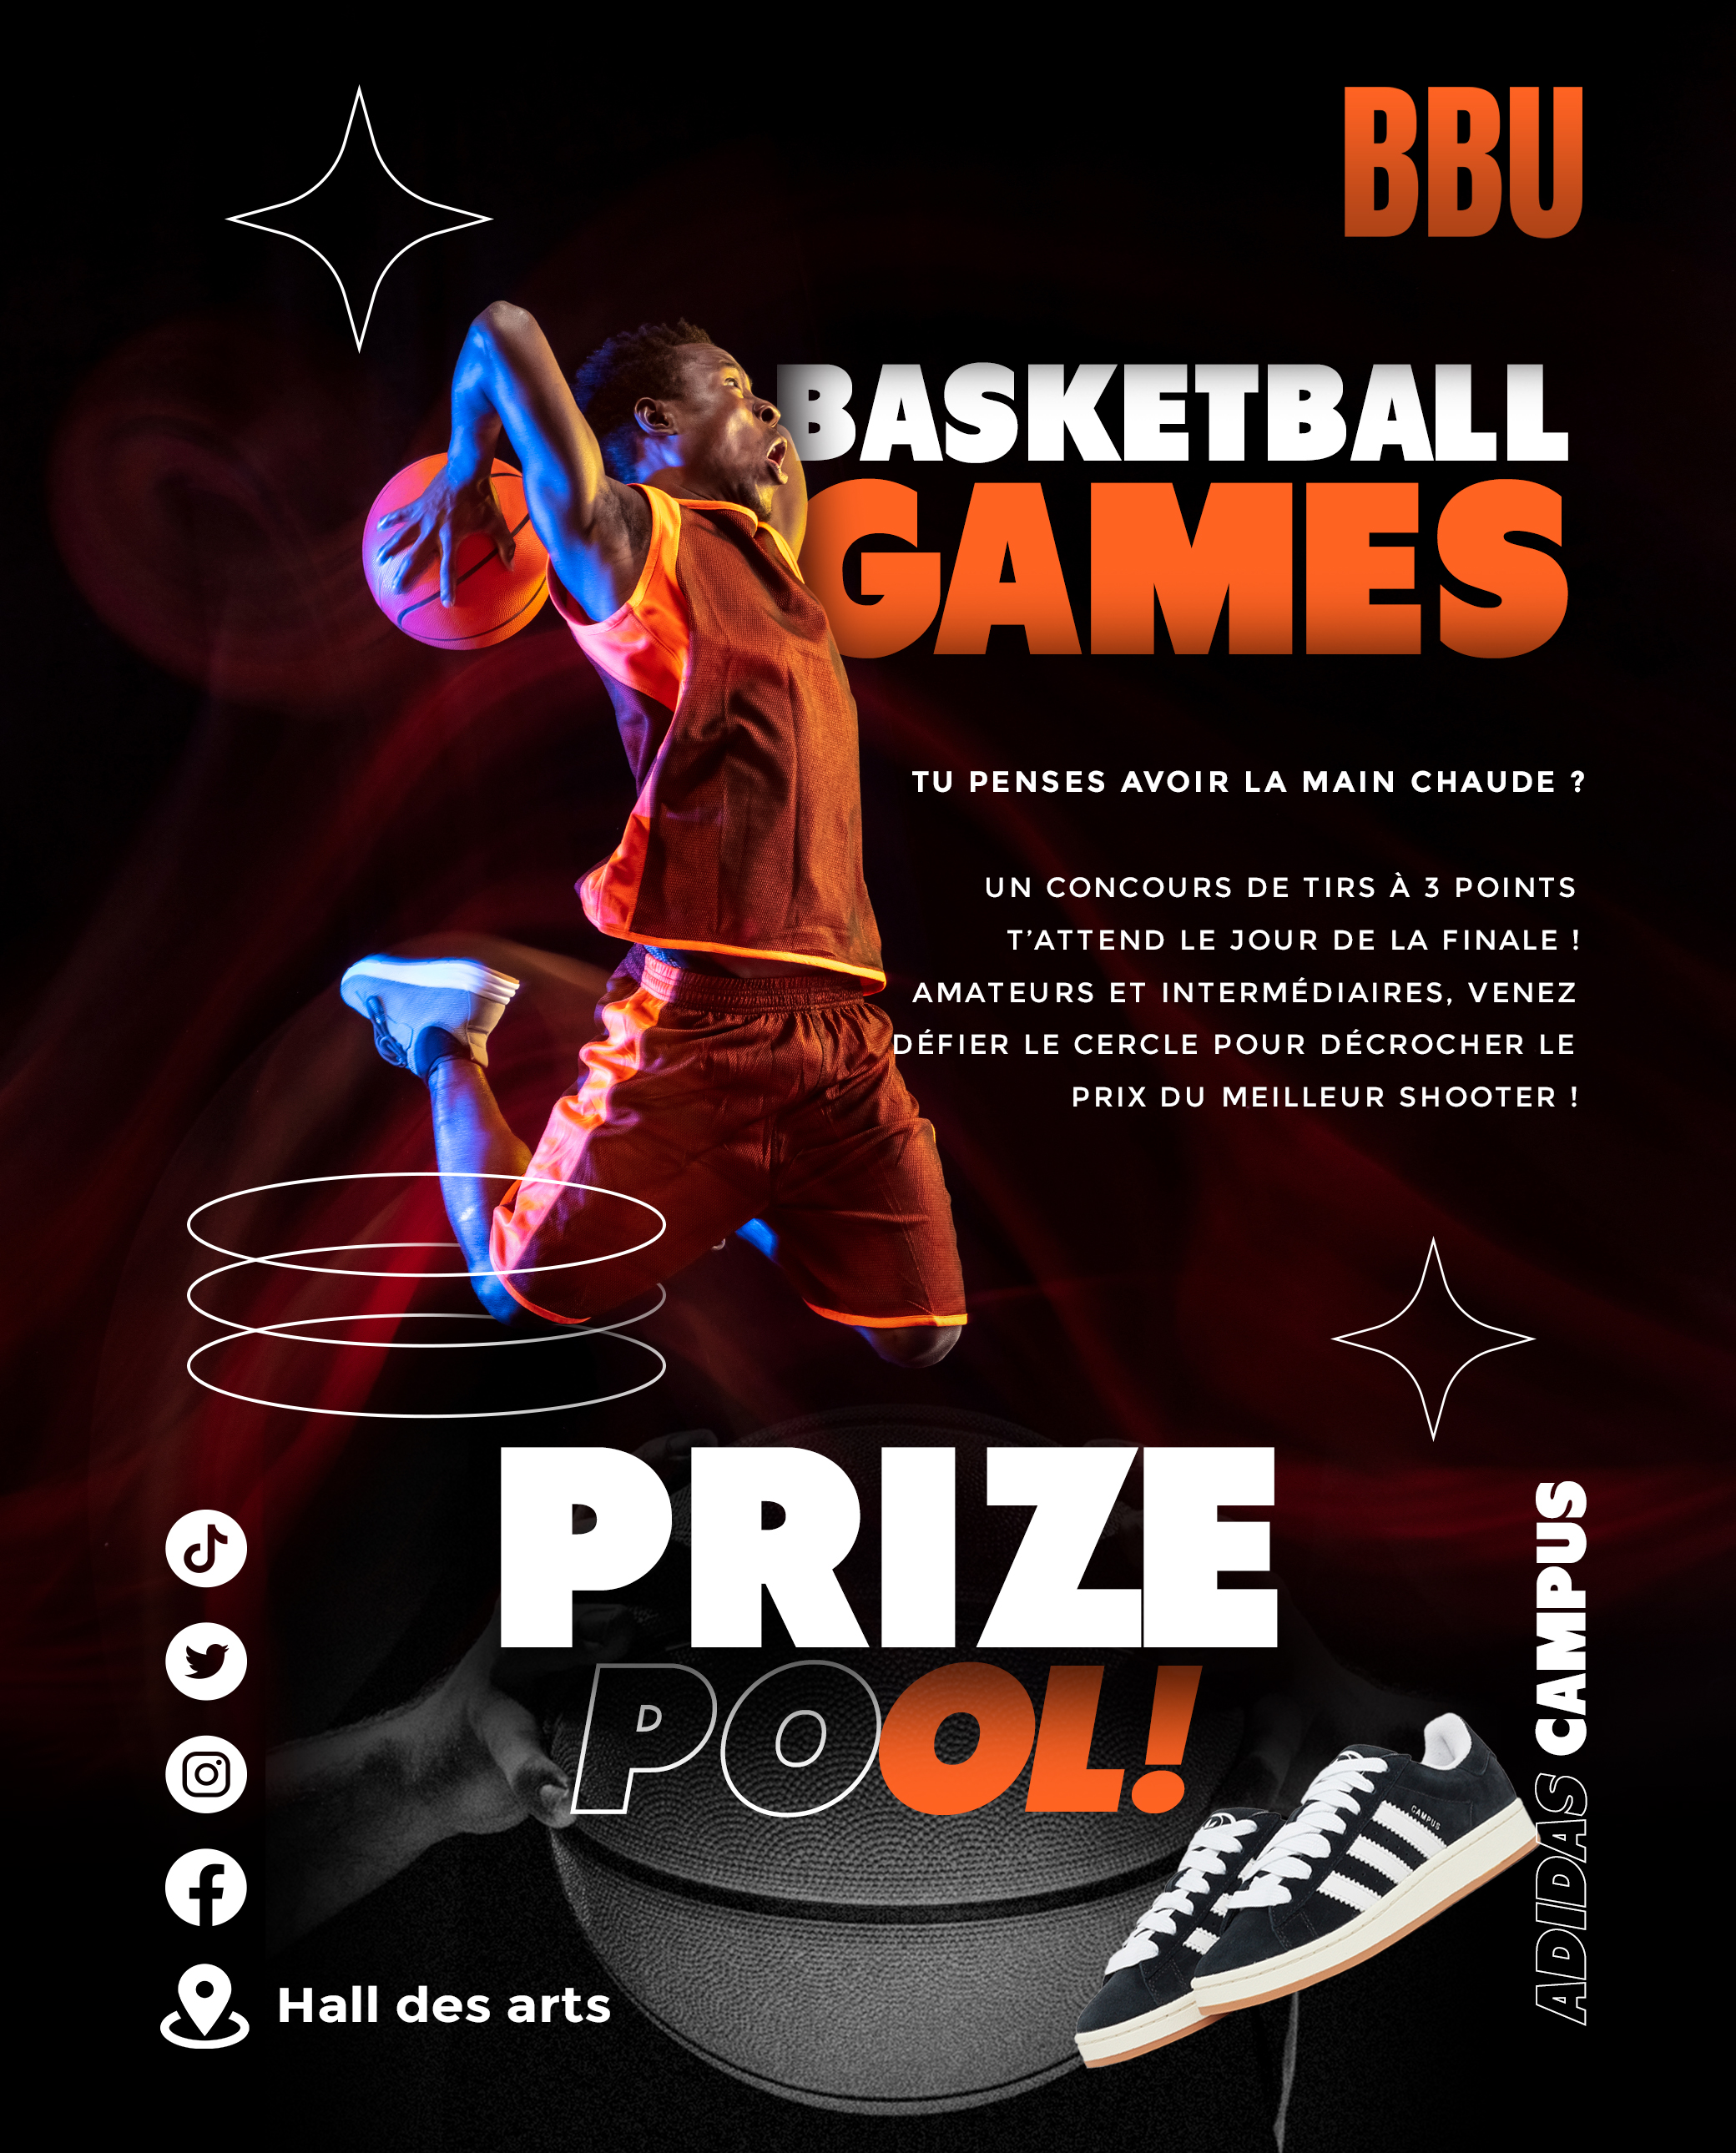 BBU
BASKETBALL
GAMES
TU PENSES AVOIR LA MAIN CHAUDE ?
UN CONCOURS DE TIRS À 3 POINTS
T’ATTEND LE JOUR DE LA FINALE !
AMATEURS ET INTERMÉDIAIRES, VENEZ
DÉFIER LE CERCLE POUR DÉCROCHER LE
PRIX DU MEILLEUR SHOOTER !
PRIZE
POOL!
ADIDAS CAMPUS
CAMPUS
Hall des arts